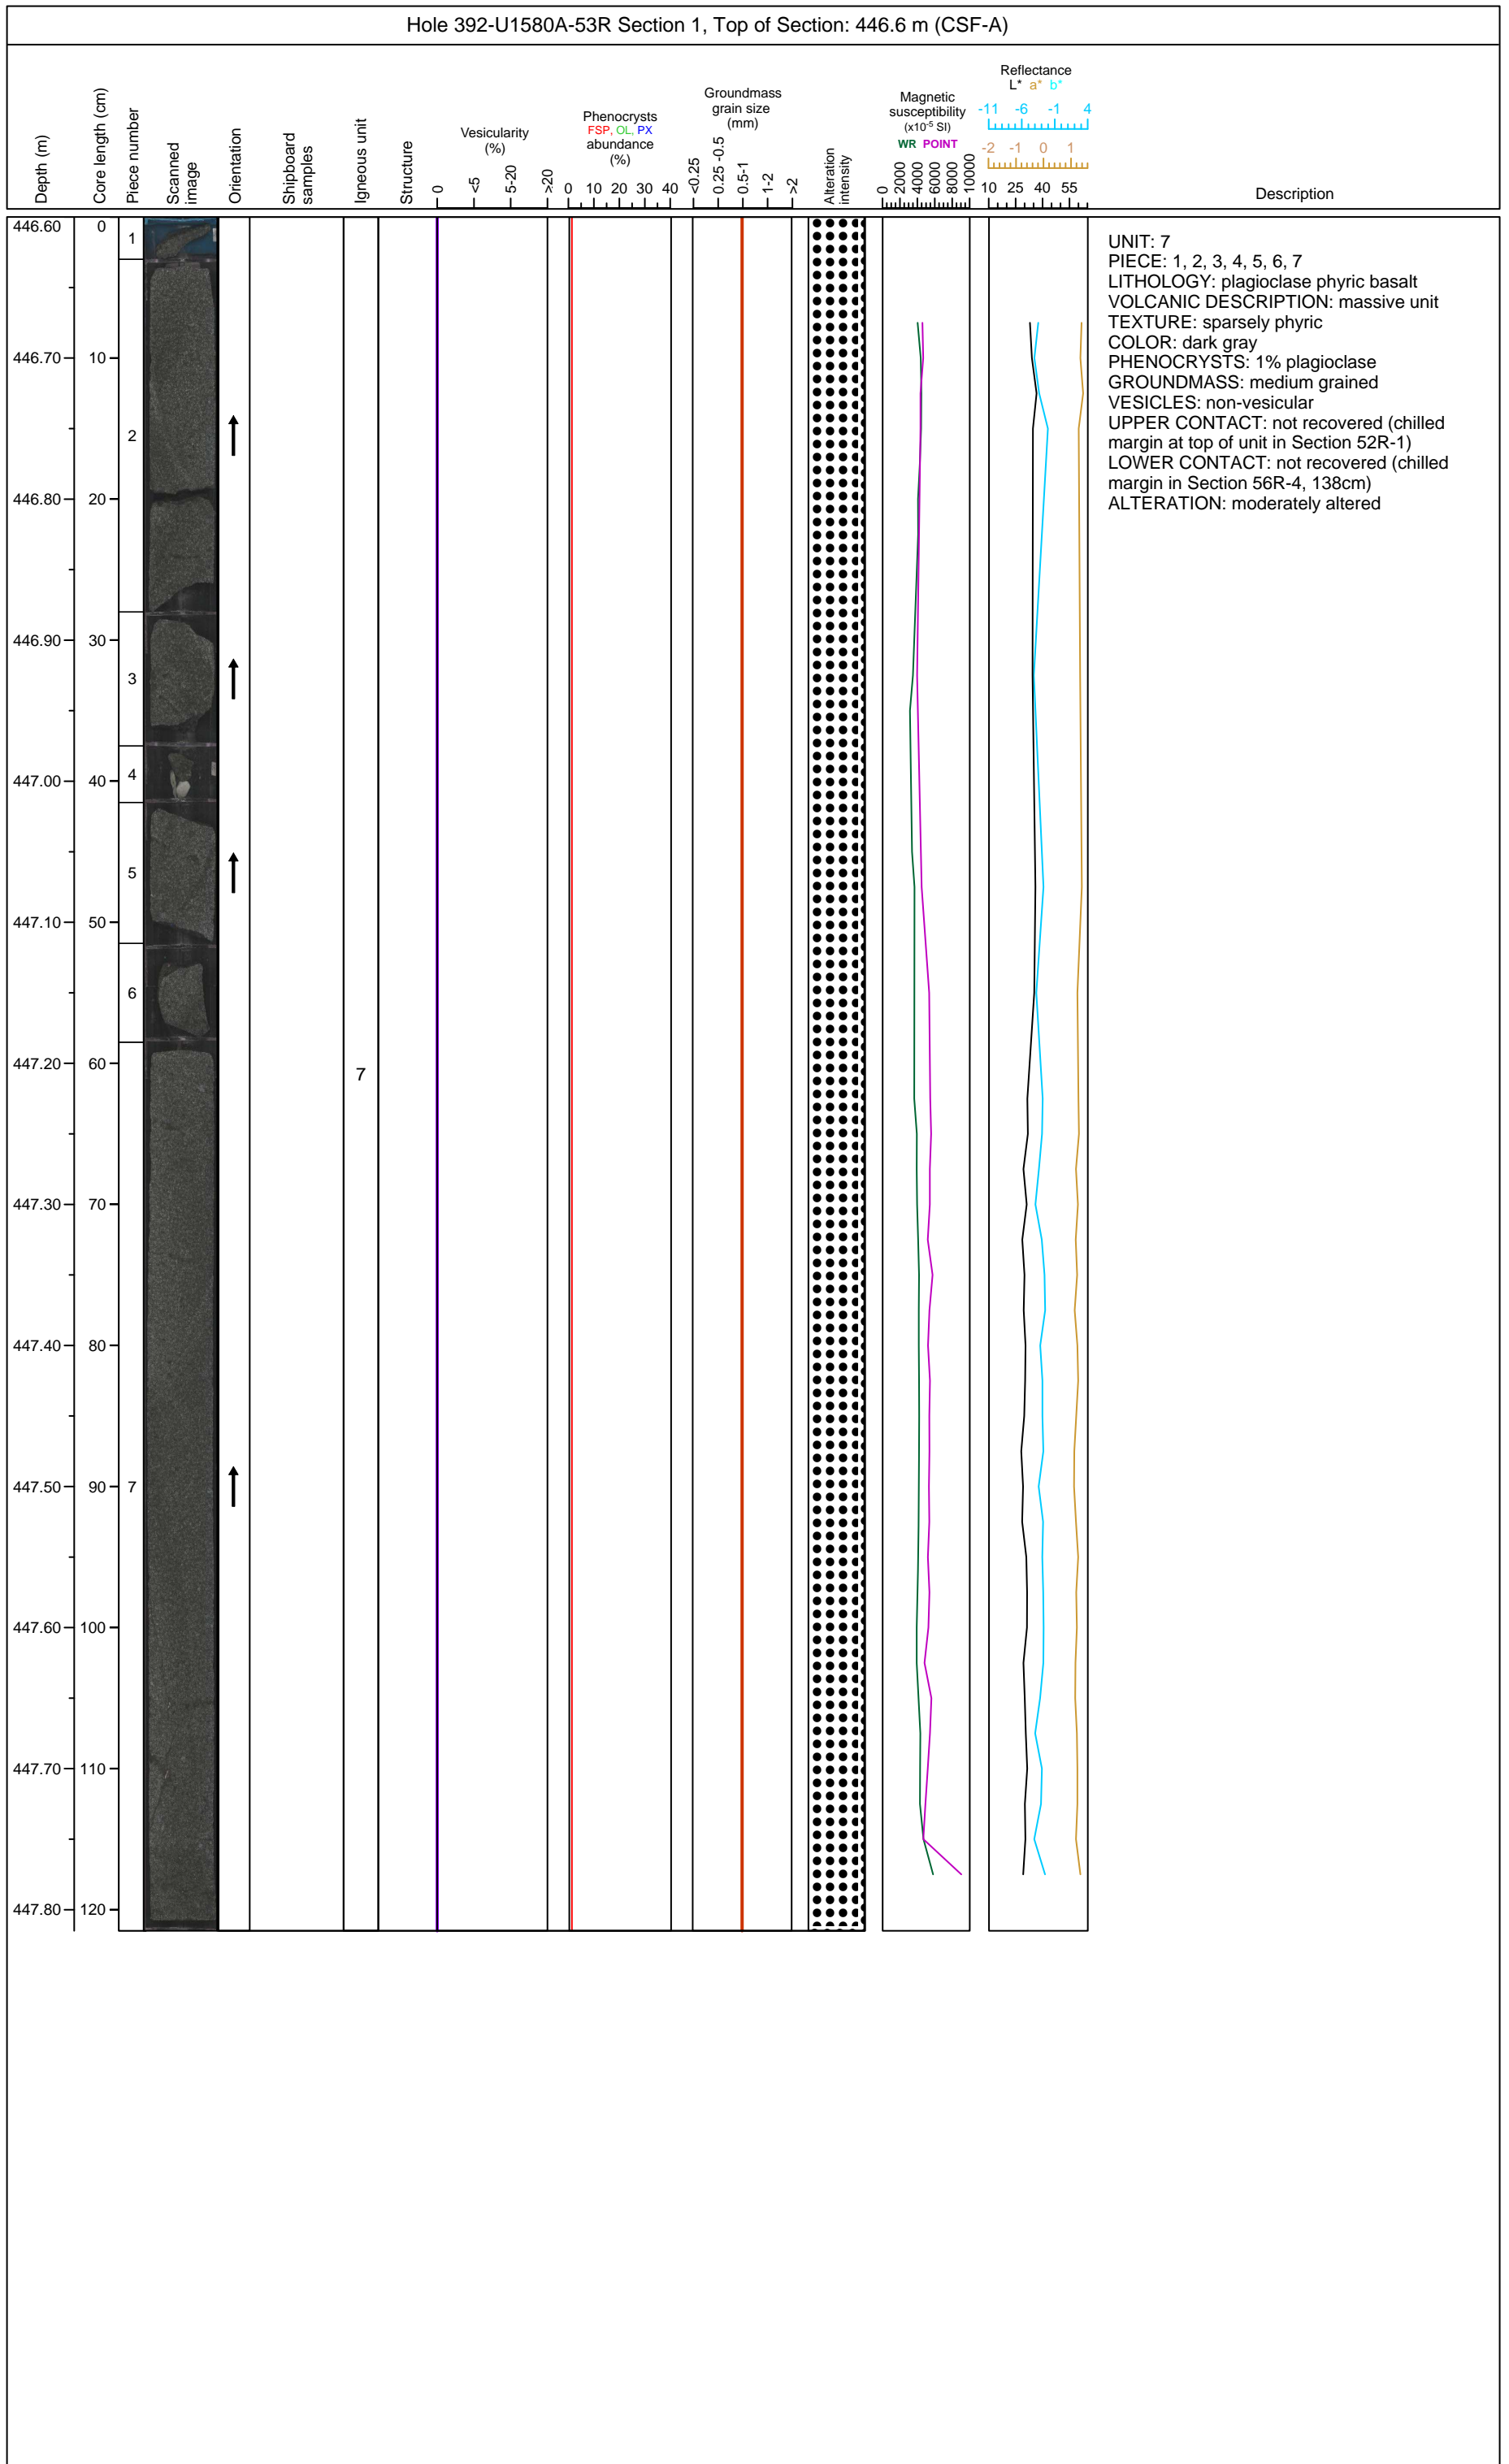 Hole 392-U1580A-53R Section 1, Top of Section: 446.6 m (CSF-A)
Depth (m)
Core length (cm)
Piece number
Scanned
image
Orientation
Shipboard
samples
Igneous unit
Structure
Vesicularity
(%)
0
<5
5-20
>20
Phenocrysts
FSP, OL, PX
abundance
(%)
0 10 20 30 40
Groundmass
grain size
(mm)
<0.25
0.25 -0.5
0.5-1
1-2
>2
Alteration
intensity
Magnetic
susceptibility
(x10⁻⁵ SI)
WR POINT
0
2000
4000
6000
8000
10000
Reflectance
L* a* b*
-11 -6 -1 4
-2 -1 0 1
10 25 40 55
Description
446.60 0
446.70 10
446.80 20
446.90 30
447.00 40
447.10 50
447.20 60
447.30 70
447.40 80
447.50 90
447.60 100
447.70 110
447.80 120
1
2
3
4
5
6
7
7
UNIT: 7
PIECE: 1, 2, 3, 4, 5, 6, 7
LITHOLOGY: plagioclase phyric basalt
VOLCANIC DESCRIPTION: massive unit
TEXTURE: sparsely phyric
COLOR: dark gray
PHENOCRYSTS: 1% plagioclase
GROUNDMASS: medium grained
VESICLES: non-vesicular
UPPER CONTACT: not recovered (chilled
margin at top of unit in Section 52R-1)
LOWER CONTACT: not recovered (chilled
margin in Section 56R-4, 138cm)
ALTERATION: moderately altered